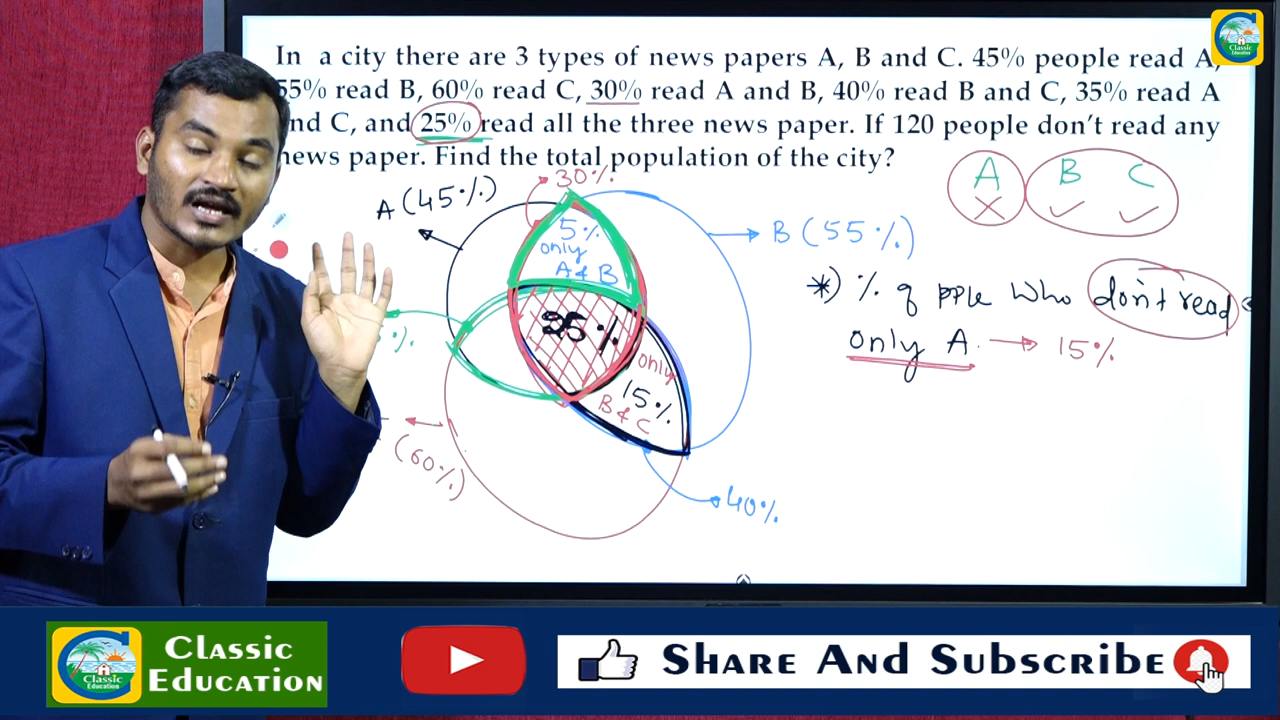 In a city there are 3 types of news papers A, B and C. 45% people read A,
55% read B, 60% read C, 30% read A and B, 40% read B and C, 35% read A
and C, and 25% read all the three news paper. If 120 people don't read any
news paper. Find the total population of the city?
A B C
30%
A (45%)
5%
only
A & B
B (55%)
*) % of pple who don't read
only A. → 15%
only
15%
B & C
(60%)
40%
Classic
Education
Classic
Education
Classic
Education
Share And Subscribe